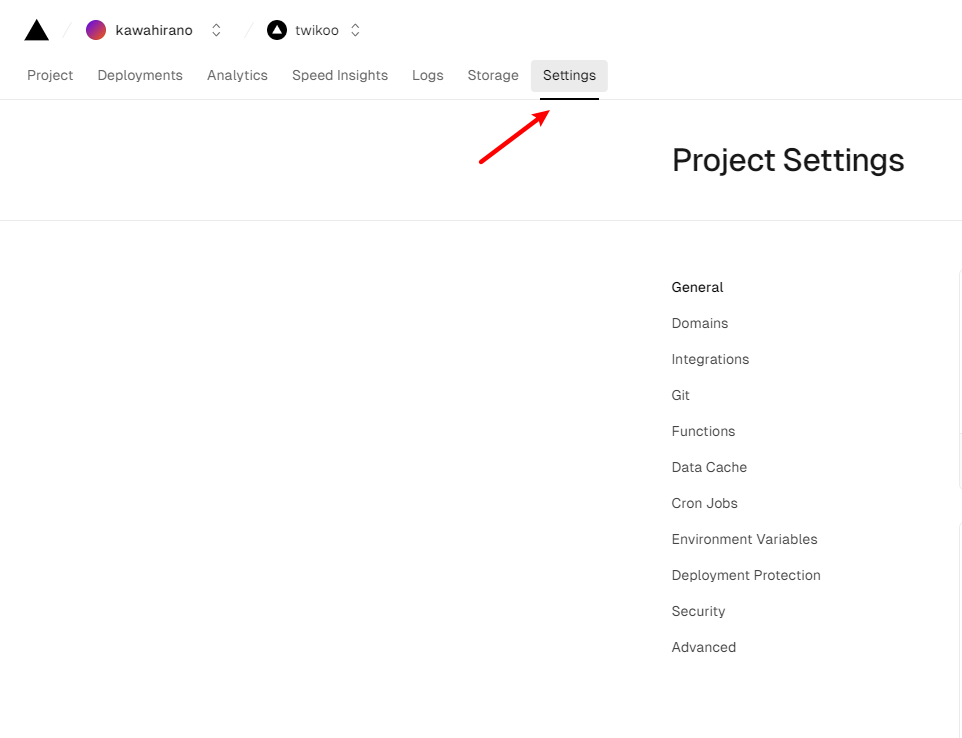 kawahirano twikoo
Project Deployments Analytics Speed Insights Logs Storage Settings
Project Settings
General
Domains
Integrations
Git
Functions
Data Cache
Cron Jobs
Environment Variables
Deployment Protection
Security
Advanced